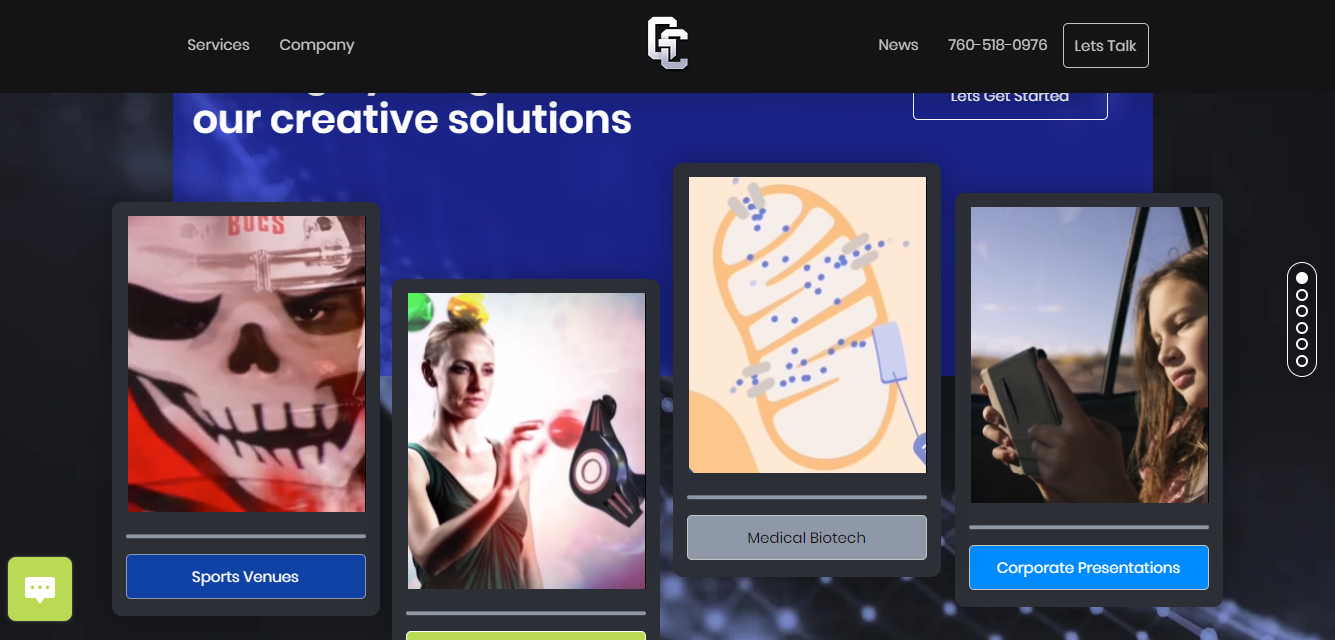 Services
Company
GC
News
760-518-0976
Lets Talk
our creative solutions
Lets Get Started
BUCS
Sports Venues
Medical Biotech
Corporate Presentations